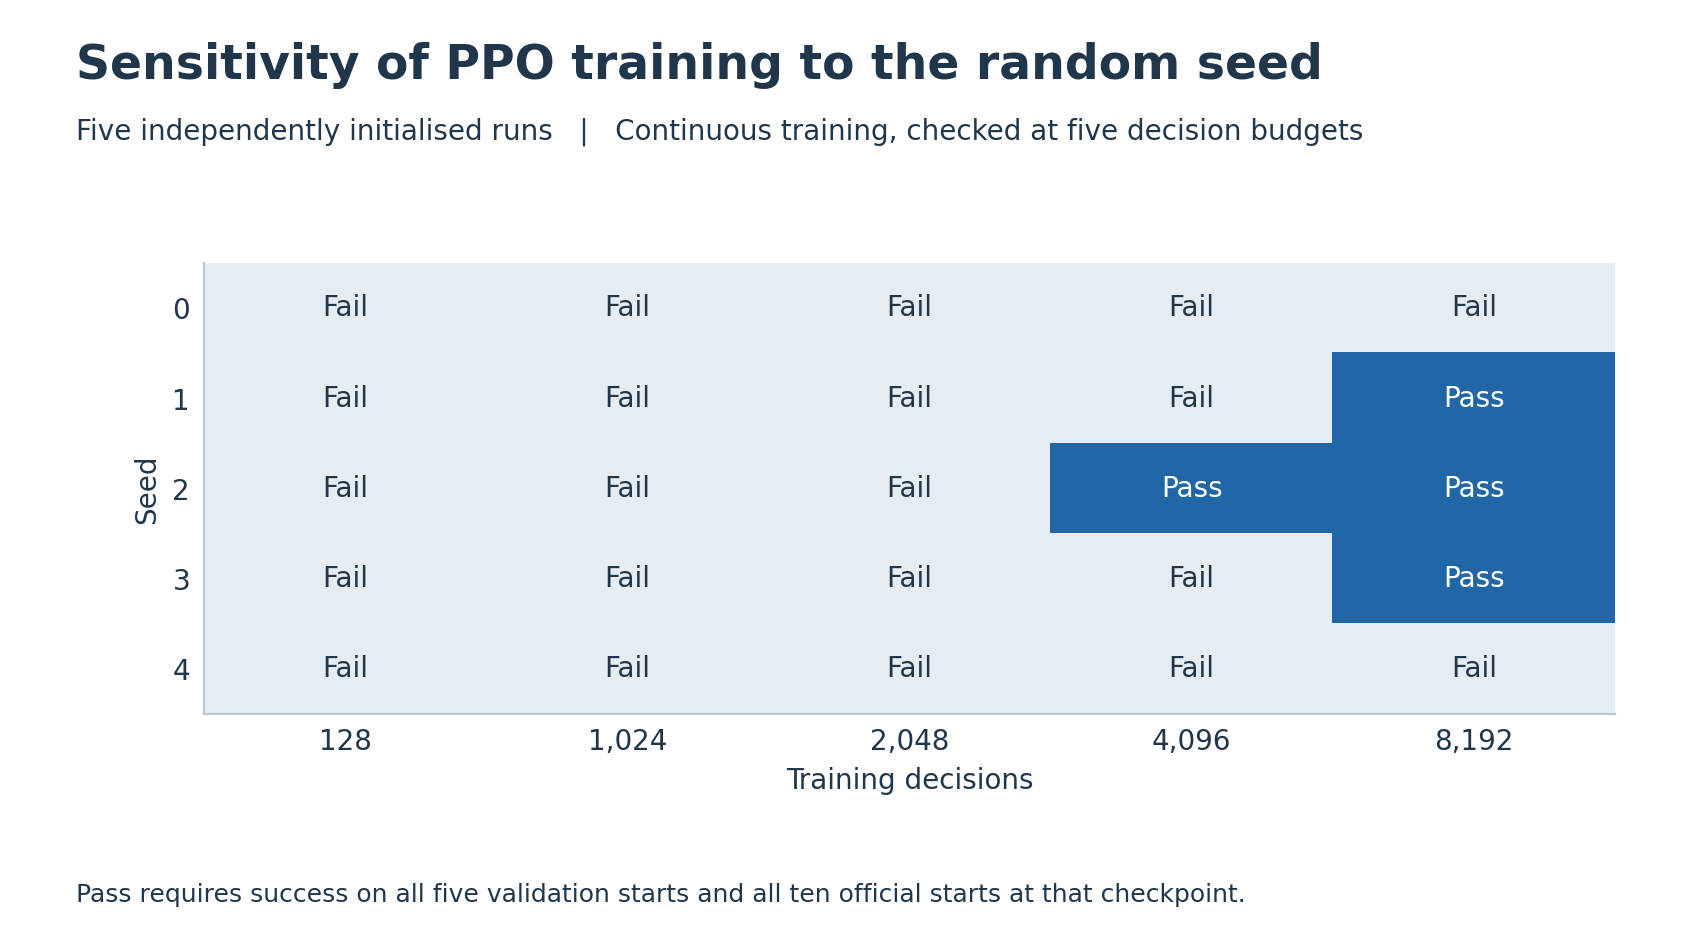 Sensitivity of PPO training to the random seed
Five independently initialised runs | Continuous training, checked at five decision budgets
0 Fail Fail Fail Fail Fail
1 Fail Fail Fail Fail Pass
Seed
2 Fail Fail Fail Pass Pass
3 Fail Fail Fail Fail Pass
4 Fail Fail Fail Fail Fail
128 1,024 2,048 4,096 8,192
Training decisions
Pass requires success on all five validation starts and all ten official starts at that checkpoint.